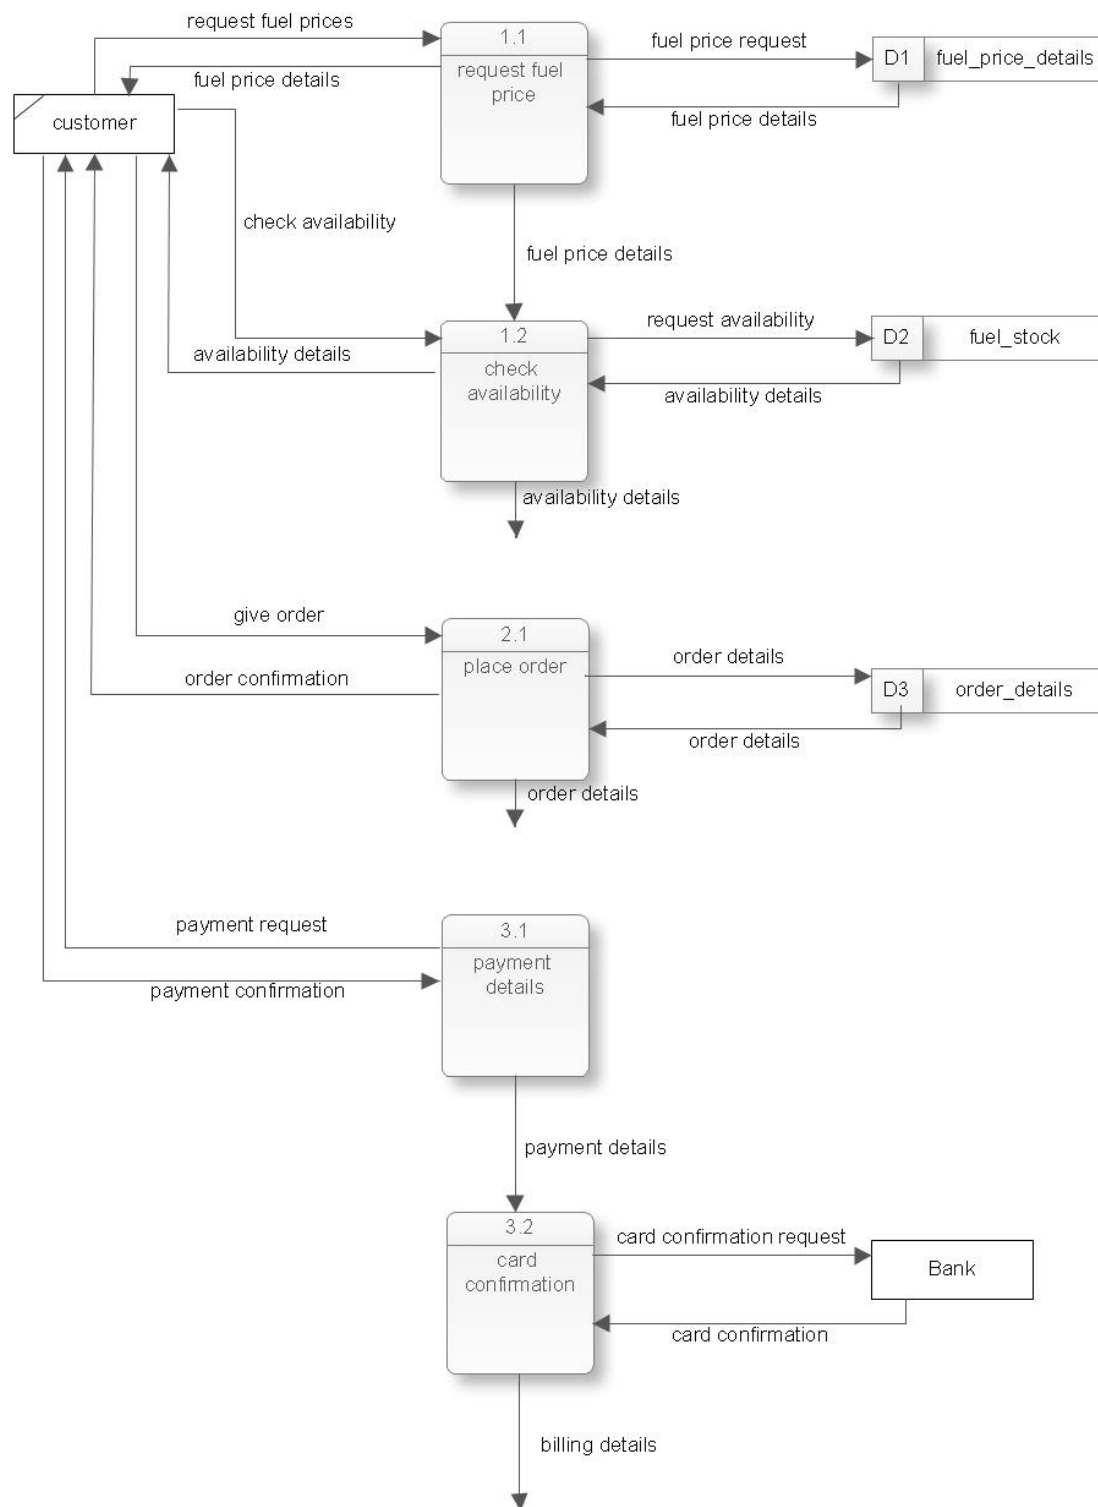 request fuel prices
1.1
fuel price request
D1
fuel_price_details
fuel price details
request fuel
price
customer
fuel price details
check availability
fuel price details
request availability
1.2
D2
fuel_stock
availability details
check
availability
availability details
availability details
give order
2.1
order details
place order
order confirmation
D3
order_details
order details
order details
payment request
3.1
payment
details
payment confirmation
payment details
3.2
card confirmation request
card
confirmation
Bank
card confirmation
billing details